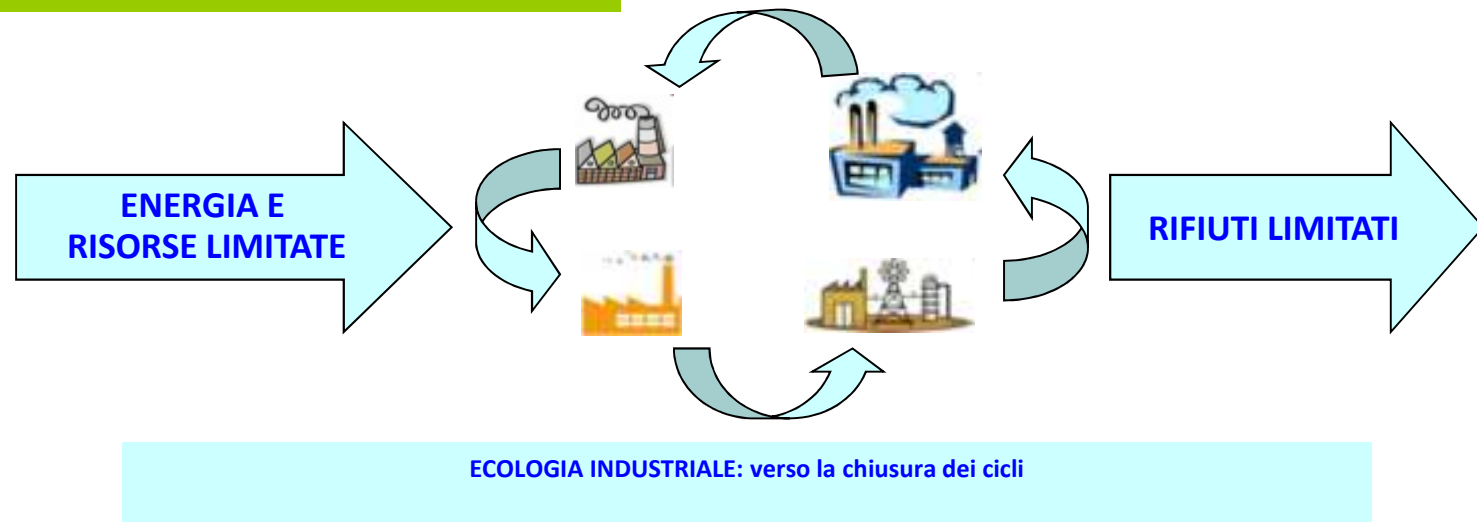 ENERGIA E
RISORSE LIMITATE
RIFIUTI LIMITATI
ECOLOGIA INDUSTRIALE: verso la chiusura dei cicli